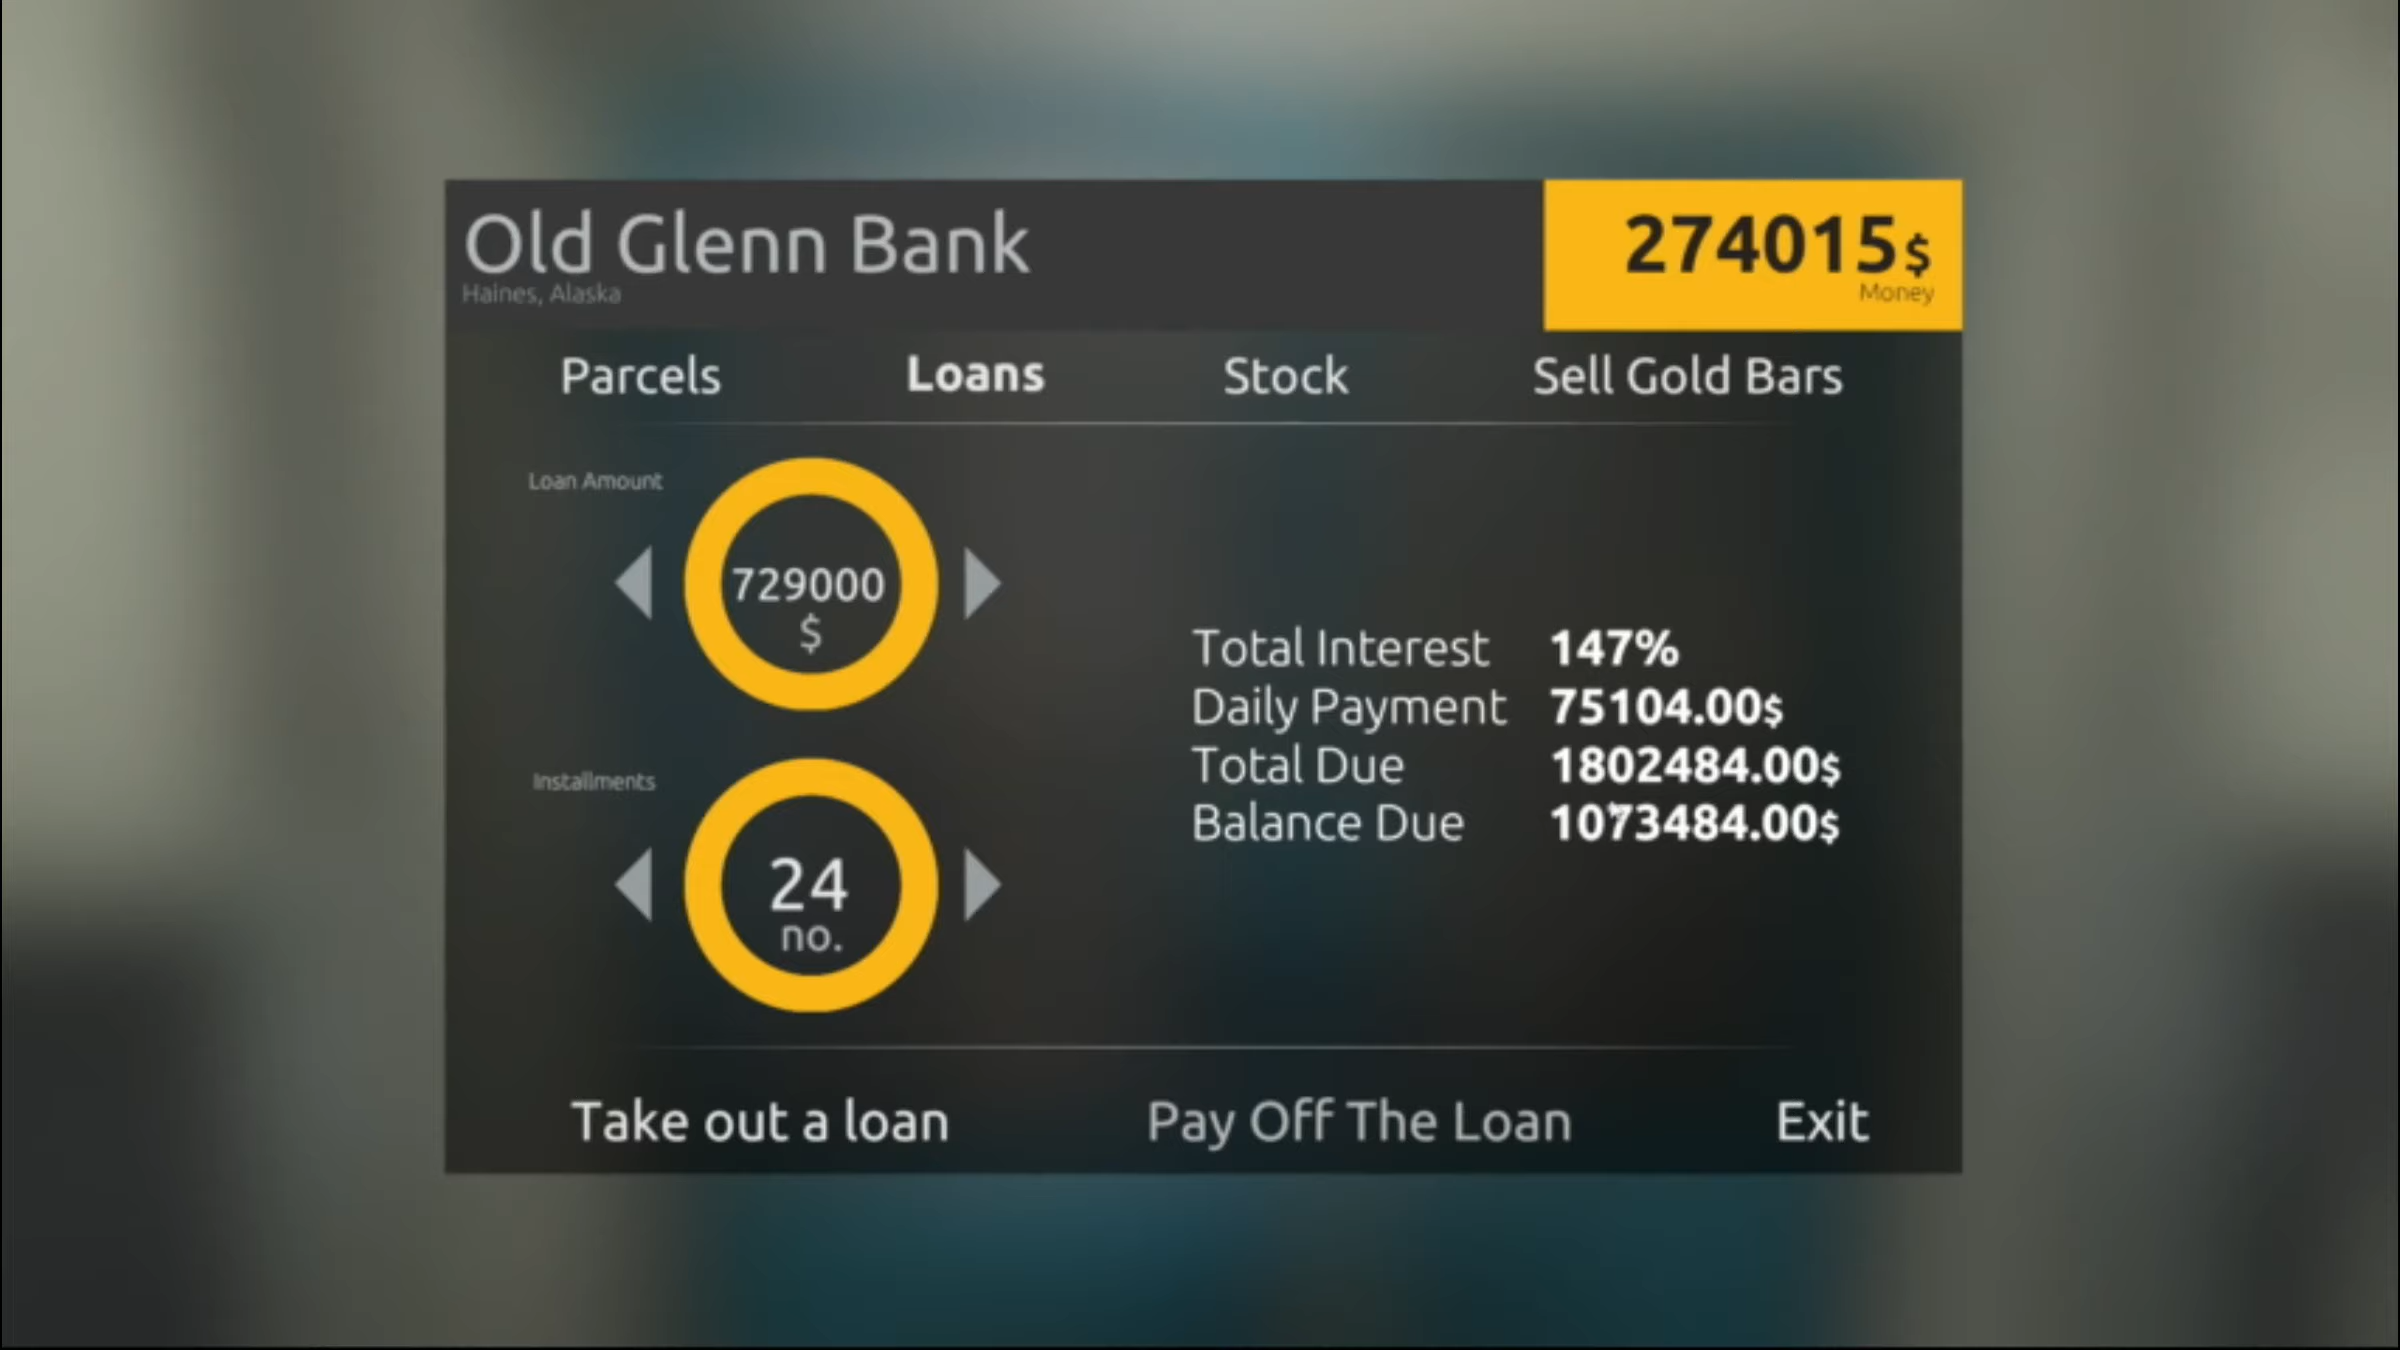 Old Glenn Bank
Haines, Alaska
274015$
Money
Parcels Loans Stock Sell Gold Bars
Loan Amount
729000
$
Installments
24
no.
Total Interest 147%
Daily Payment 75104.00$
Total Due 1802484.00$
Balance Due 1073484.00$
Take out a loan Pay Off The Loan Exit